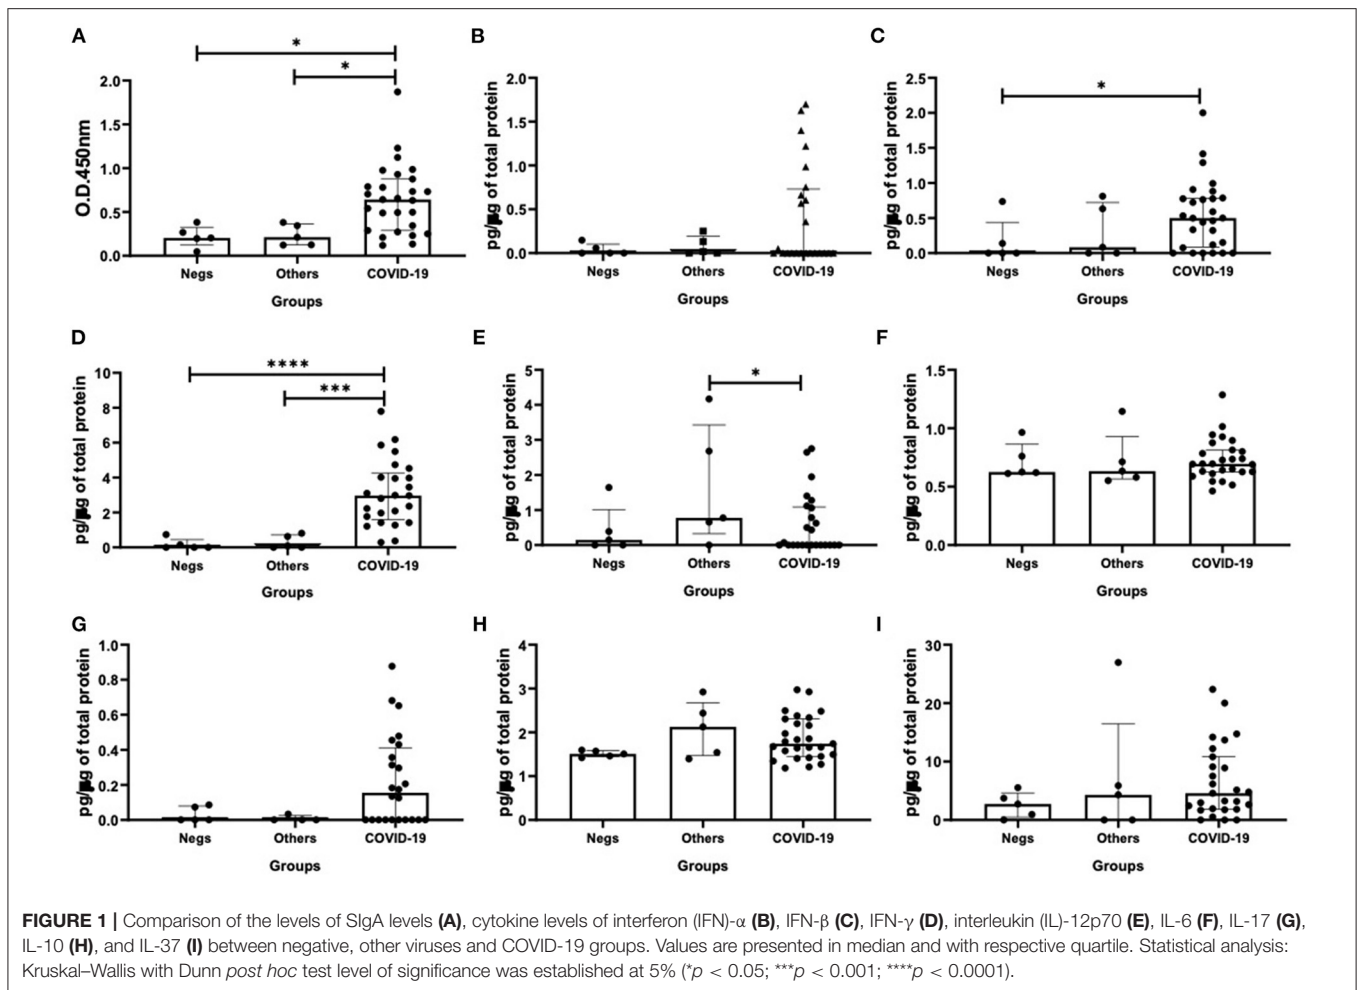 A
*
*
2.0
1.5
1.0
0.5
0.0
O.D.450nm
Negs Others COVID-19
Groups
B
2.0
1.5
1.0
0.5
0.0
pg/µg of total protein
Negs Others COVID-19
Groups
C
*
2.5
2.0
1.5
1.0
0.5
0.0
pg/µg of total protein
Negs Others COVID-19
Groups
D
****
***
10
8
6
4
2
0
pg/µg of total protein
Negs Others COVID-19
Groups
E
*
5
4
3
2
1
0
pg/µg of total protein
Negs Others COVID-19
Groups
F
1.5
1.0
0.5
0.0
pg/µg of total protein
Negs Others COVID-19
Groups
G
1.0
0.8
0.6
0.4
0.2
0.0
pg/µg of total protein
Negs Others COVID-19
Groups
H
4
3
2
1
0
pg/µg of total protein
Negs Others COVID-19
Groups
I
30
20
10
0
pg/µg of total protein
Negs Others COVID-19
Groups
FIGURE 1 | Comparison of the levels of SIgA levels (A), cytokine levels of interferon (IFN)-α (B), IFN-β (C), IFN-γ (D), interleukin (IL)-12p70 (E), IL-6 (F), IL-17 (G),
IL-10 (H), and IL-37 (I) between negative, other viruses and COVID-19 groups. Values are presented in median and with respective quartile. Statistical analysis:
Kruskal–Wallis with Dunn post hoc test level of significance was established at 5% (*p < 0.05; ***p < 0.001; ****p < 0.0001).